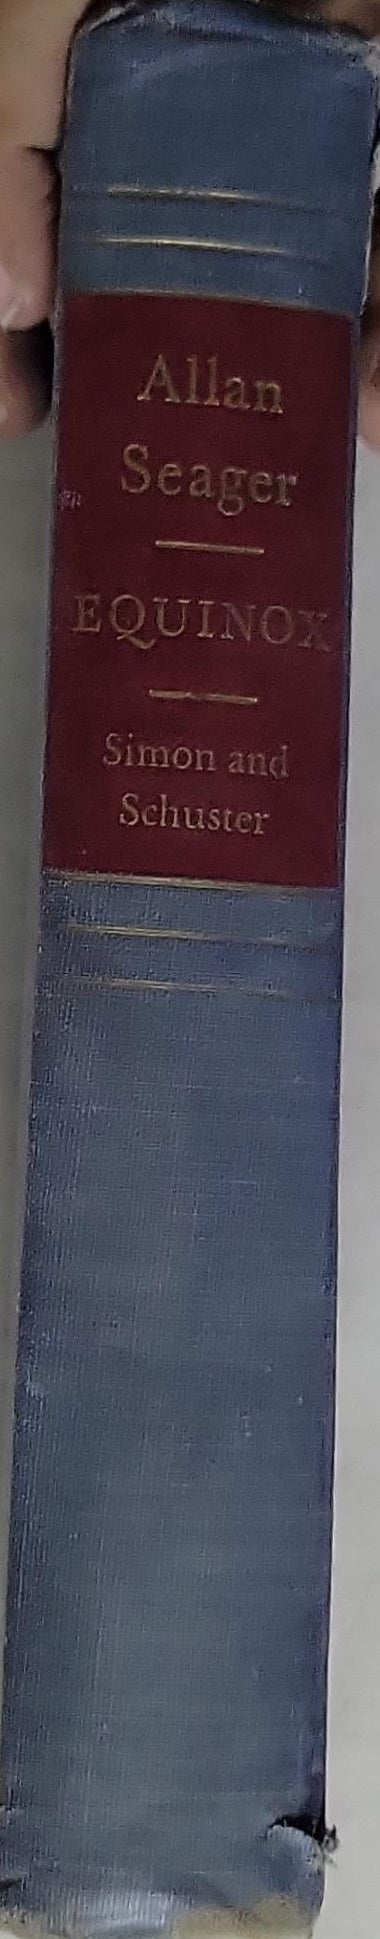 Allan
Seager
EQUINOX
Simon and
Schuster